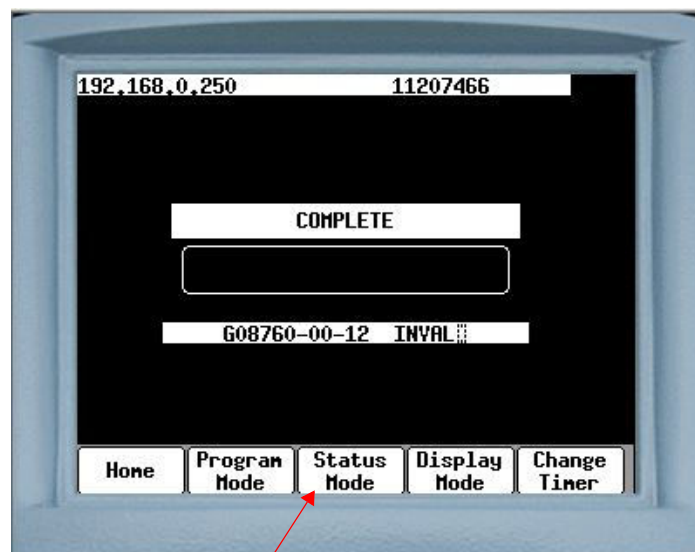 192.168.0.250 11207466
COMPLETE
G08760-00-12 INVAL
Home Program Mode Status Mode Display Mode Change Timer